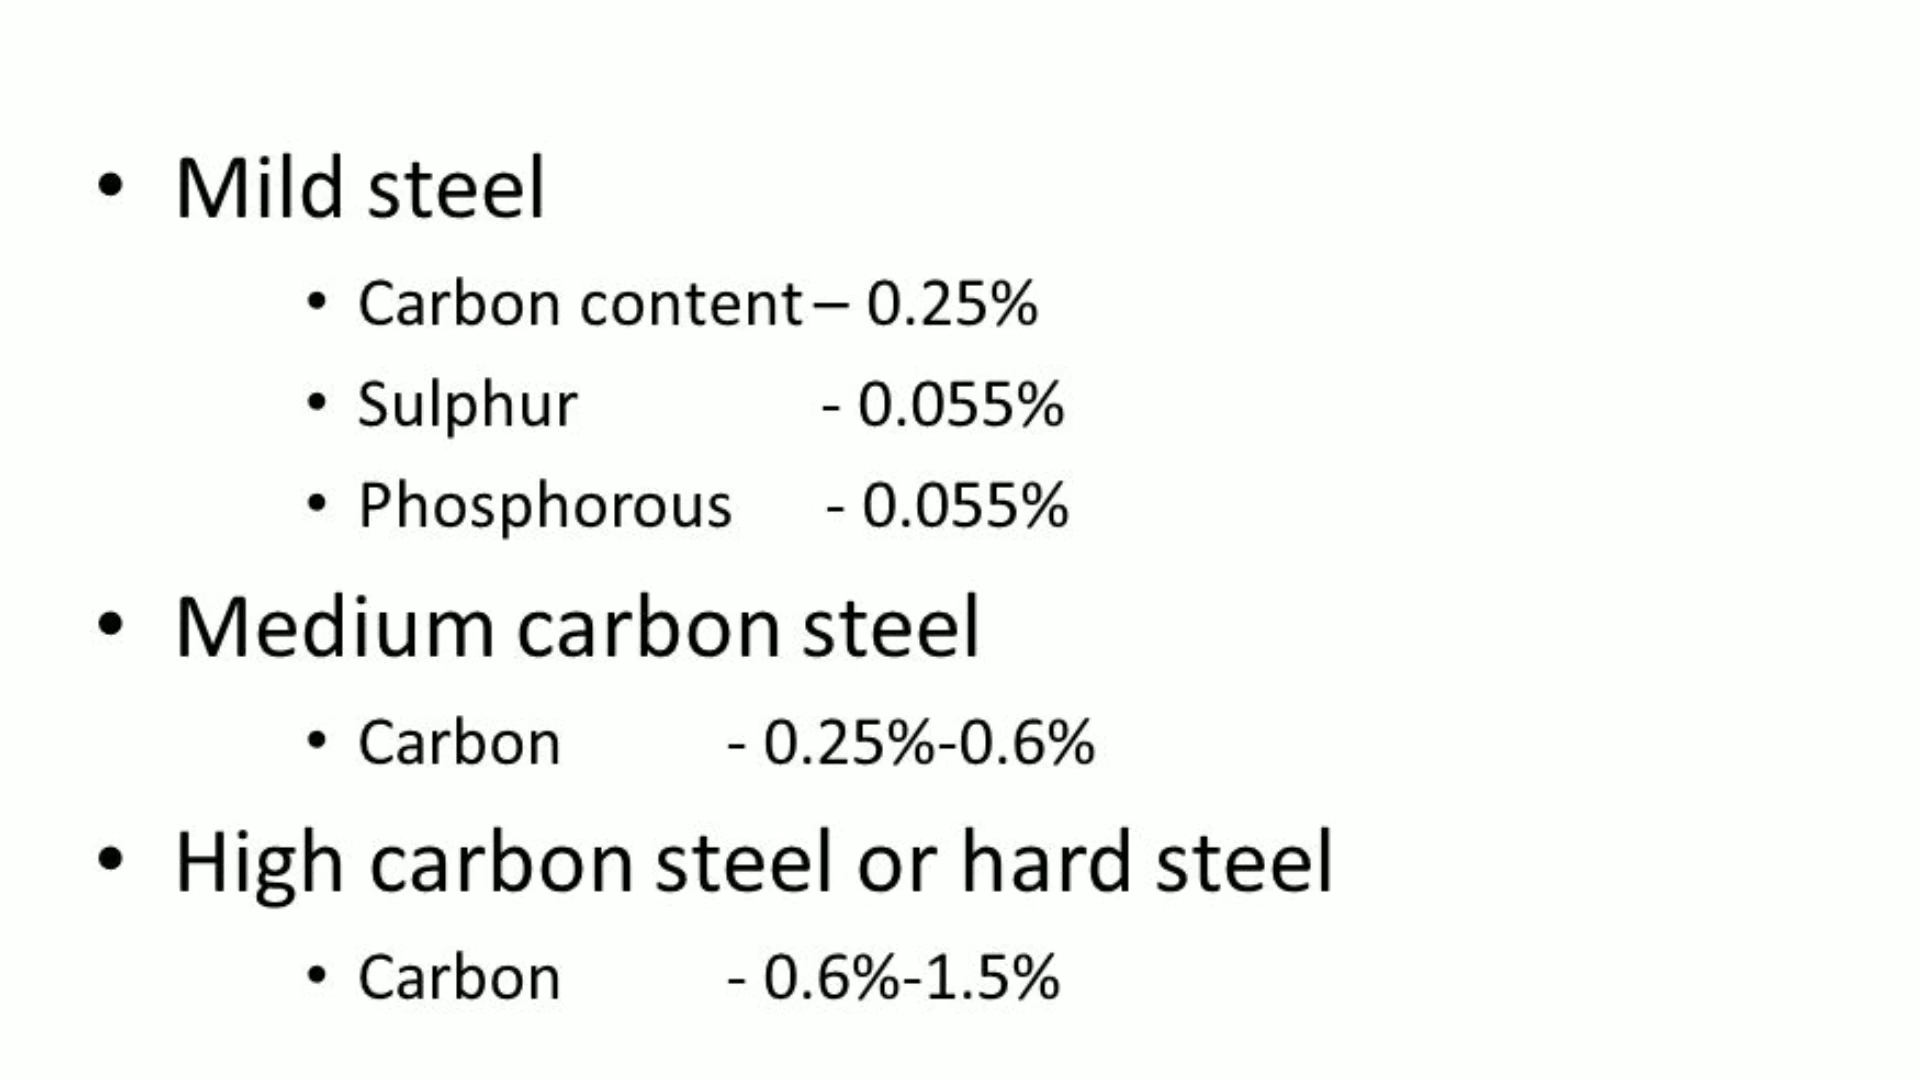 • Mild steel
• Carbon content – 0.25%
• Sulphur - 0.055%
• Phosphorous - 0.055%
• Medium carbon steel
• Carbon - 0.25%-0.6%
• High carbon steel or hard steel
• Carbon - 0.6%-1.5%